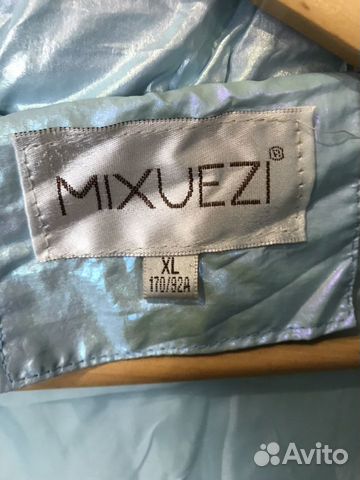 MIXUEZI ®
XL
170/92A
Avito